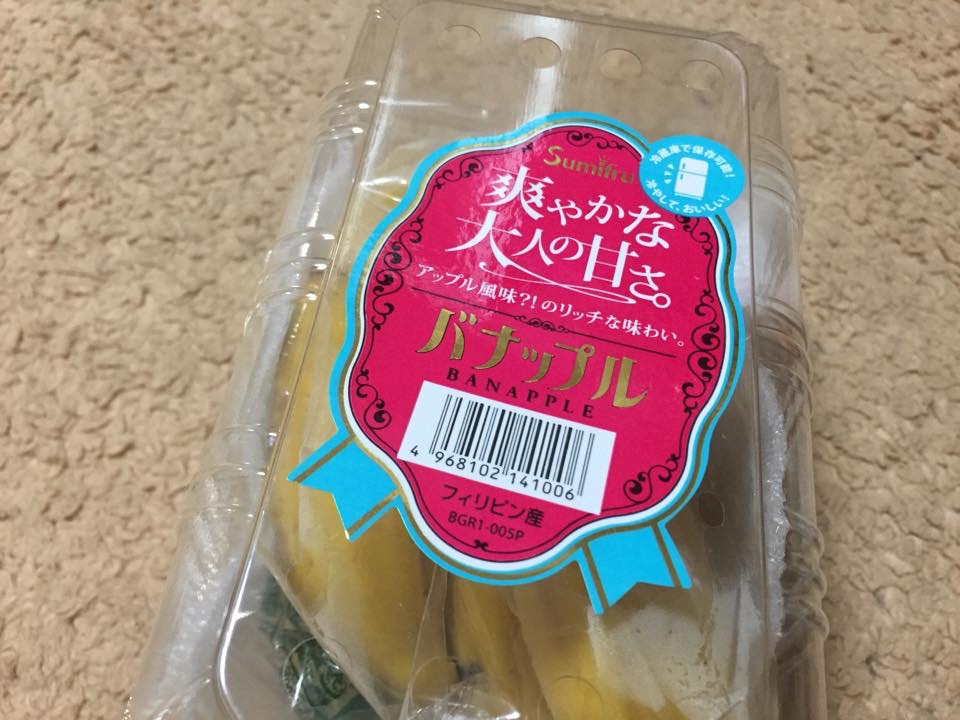 Sumifru
冷蔵庫で保存可能!
冷やして、おいしい!
爽やかな
大人の甘さ。
アップル風味?!のリッチな味わい。
バナップル
BANAPPLE
4 968102 141006
フィリピン産
BGR1-005P